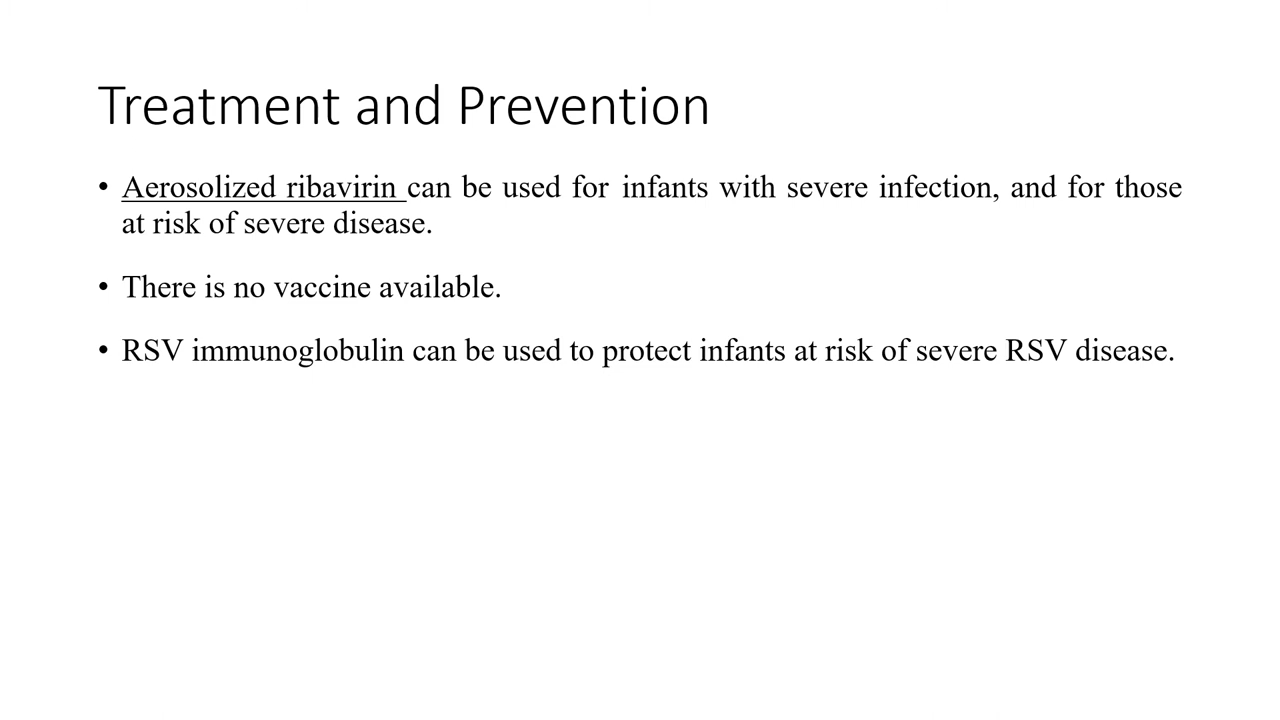 Treatment and Prevention
• Aerosolized ribavirin can be used for infants with severe infection, and for those
at risk of severe disease.
• There is no vaccine available.
• RSV immunoglobulin can be used to protect infants at risk of severe RSV disease.